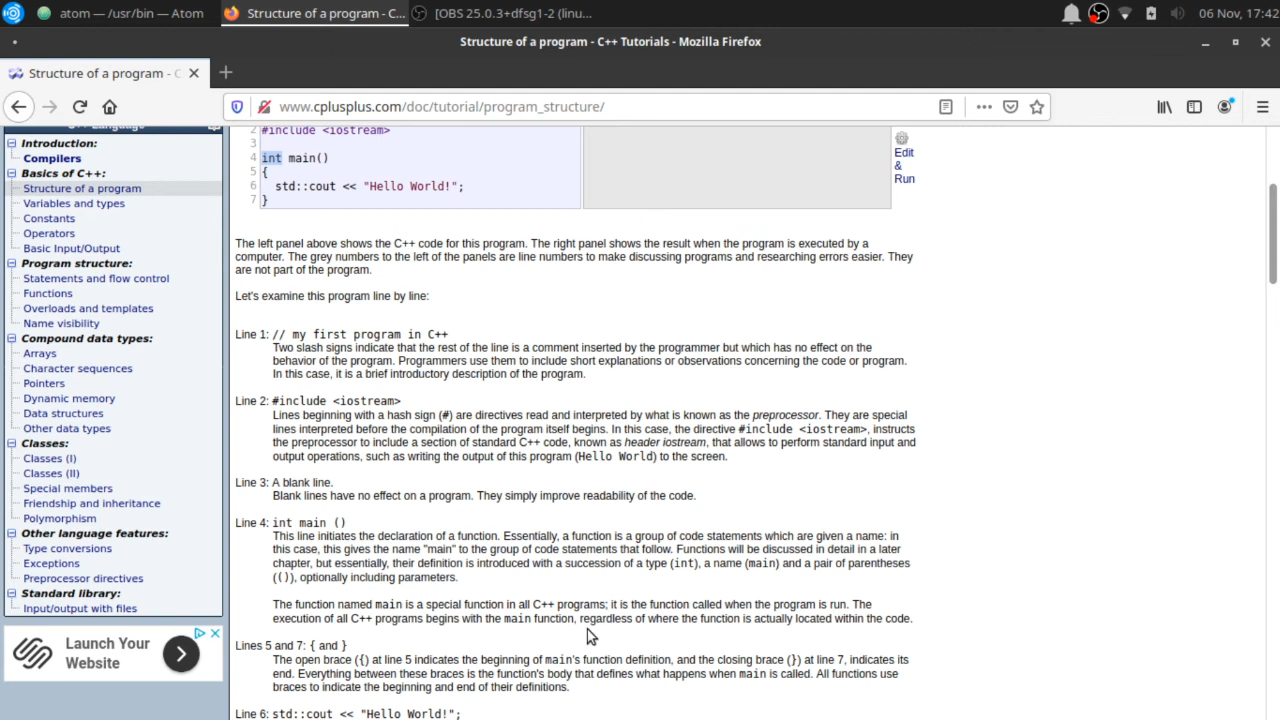 atom — /usr/bin — Atom
Structure of a program - C...
[OBS 25.0.3+dfsg1-2 (linu...
06 Nov, 17:42
Structure of a program - C++ Tutorials - Mozilla Firefox
Structure of a program - C
www.cplusplus.com/doc/tutorial/program_structure/
Introduction:
Compilers
Basics of C++:
Structure of a program
Variables and types
Constants
Operators
Basic Input/Output
Program structure:
Statements and flow control
Functions
Overloads and templates
Name visibility
Compound data types:
Arrays
Character sequences
Pointers
Dynamic memory
Data structures
Other data types
Classes:
Classes (I)
Classes (II)
Special members
Friendship and inheritance
Polymorphism
Other language features:
Type conversions
Exceptions
Preprocessor directives
Standard library:
Input/output with files
Launch Your
Website
2 #include <iostream>
3
4 int main()
5 {
6 std::cout << "Hello World!";
7 }
Edit
&
Run
The left panel above shows the C++ code for this program. The right panel shows the result when the program is executed by a
computer. The grey numbers to the left of the panels are line numbers to make discussing programs and researching errors easier. They
are not part of the program.
Let's examine this program line by line:
Line 1: // my first program in C++
Two slash signs indicate that the rest of the line is a comment inserted by the programmer but which has no effect on the
behavior of the program. Programmers use them to include short explanations or observations concerning the code or program.
In this case, it is a brief introductory description of the program.
Line 2: #include <iostream>
Lines beginning with a hash sign (#) are directives read and interpreted by what is known as the preprocessor. They are special
lines interpreted before the compilation of the program itself begins. In this case, the directive #include <iostream>, instructs
the preprocessor to include a section of standard C++ code, known as header iostream, that allows to perform standard input and
output operations, such as writing the output of this program (Hello World) to the screen.
Line 3: A blank line.
Blank lines have no effect on a program. They simply improve readability of the code.
Line 4: int main ()
This line initiates the declaration of a function. Essentially, a function is a group of code statements which are given a name: in
this case, this gives the name "main" to the group of code statements that follow. Functions will be discussed in detail in a later
chapter, but essentially, their definition is introduced with a succession of a type (int), a name (main) and a pair of parentheses
(()), optionally including parameters.
The function named main is a special function in all C++ programs; it is the function called when the program is run. The
execution of all C++ programs begins with the main function, regardless of where the function is actually located within the code.
Lines 5 and 7: { and }
The open brace ({) at line 5 indicates the beginning of main's function definition, and the closing brace (}) at line 7, indicates its
end. Everything between these braces is the function's body that defines what happens when main is called. All functions use
braces to indicate the beginning and end of their definitions.
Line 6: std::cout << "Hello World!";